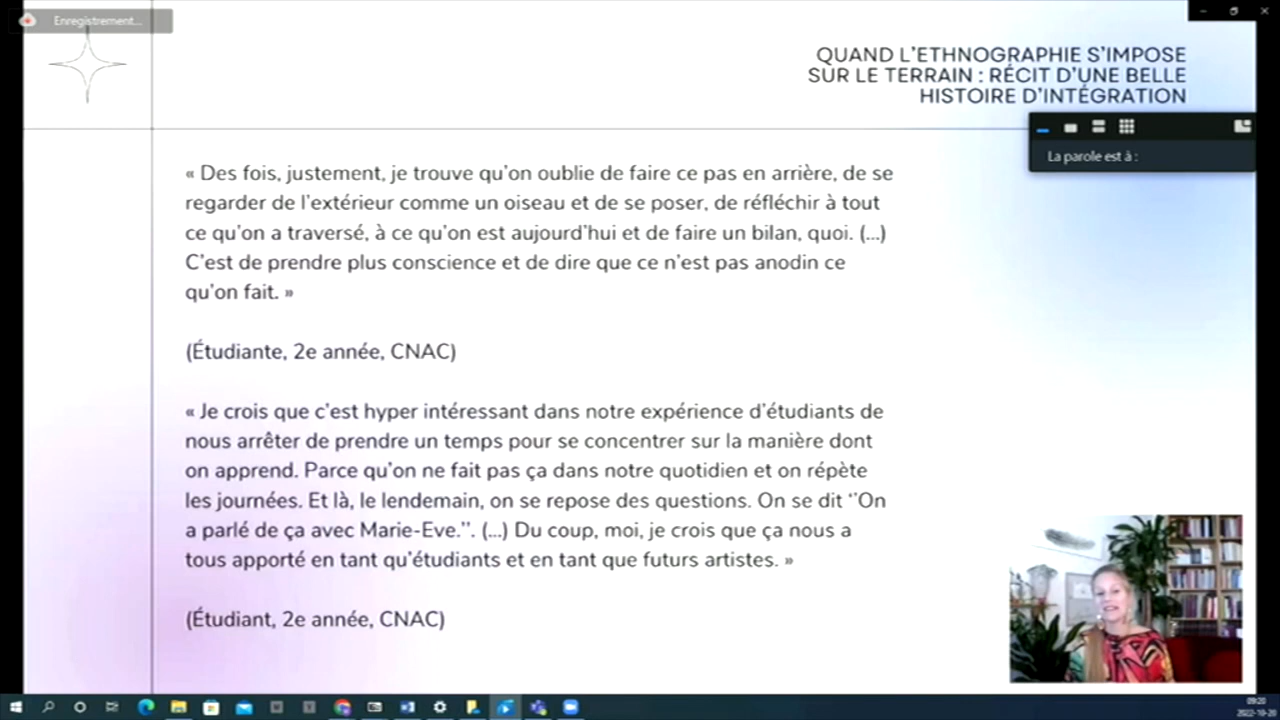 Enregistrement...
QUAND L'ETHNOGRAPHIE S'IMPOSE
SUR LE TERRAIN : RÉCIT D'UNE BELLE
HISTOIRE D'INTÉGRATION
La parole est à :
« Des fois, justement, je trouve qu'on oublie de faire ce pas en arrière, de se
regarder de l'extérieur comme un oiseau et de se poser, de réfléchir à tout
ce qu'on a traversé, à ce qu'on est aujourd'hui et de faire un bilan, quoi. (...)
C'est de prendre plus conscience et de dire que ce n'est pas anodin ce
qu'on fait. »
(Étudiante, 2e année, CNAC)
« Je crois que c'est hyper intéressant dans notre expérience d'étudiants de
nous arrêter de prendre un temps pour se concentrer sur la manière dont
on apprend. Parce qu'on ne fait pas ça dans notre quotidien et on répète
les journées. Et là, le lendemain, on se repose des questions. On se dit ‘'On
a parlé de ça avec Marie-Eve.''. (...) Du coup, moi, je crois que ça nous a
tous apporté en tant qu'étudiants et en tant que futurs artistes. »
(Étudiant, 2e année, CNAC)
09:20
2022-10-20